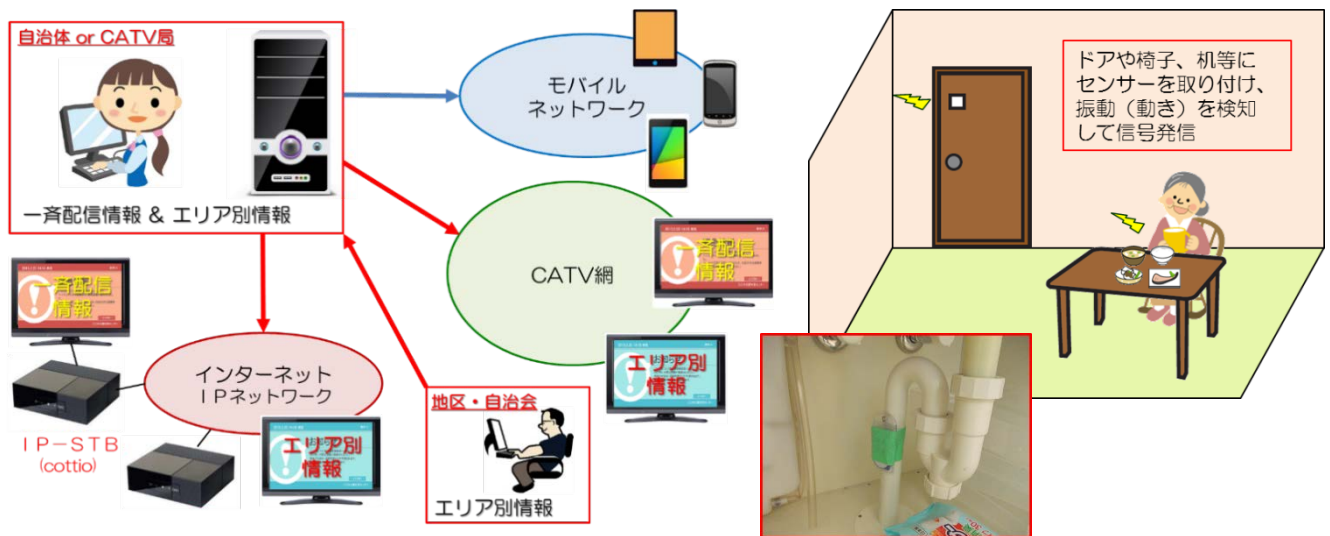 自治体 or CATV局
一斉配信情報 & エリア別情報
モバイル
ネットワーク
CATV網
一斉配信
情報
エリア別
情報
一斉配信
情報
インターネット
IPネットワーク
IP－STB
(cottio)
エリア別
情報
地区・自治会
エリア別情報
ドアや椅子、机等に
センサーを取り付け、
振動（動き）を検知
して信号発信